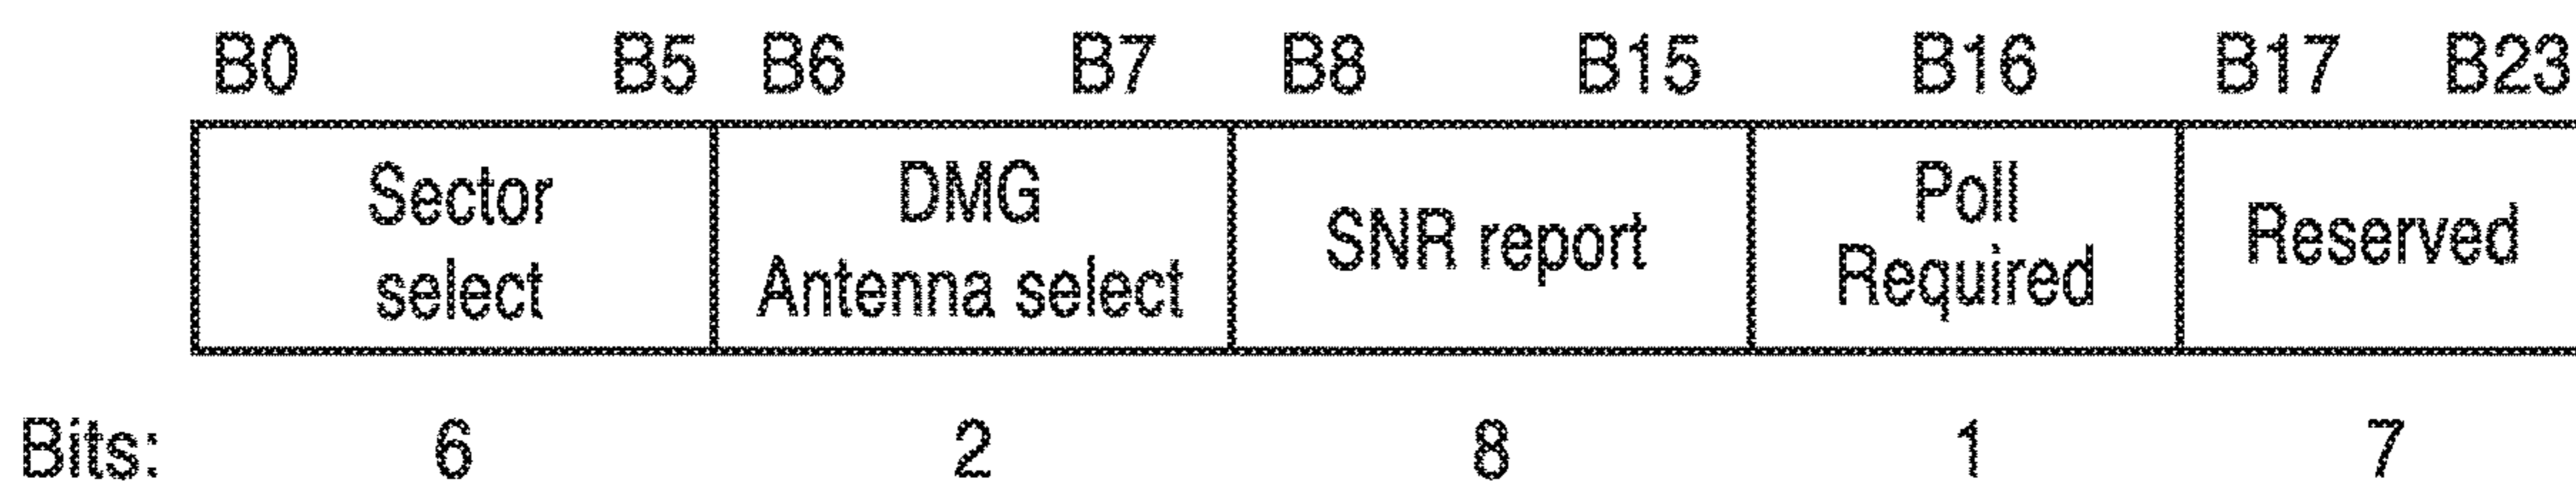 B0 B5 B6 B7 B8 B15 B16 B17 B23
Sector select
DMG Antenna select
SNR report
Poll Required
Reserved
Bits: 6 2 8 1 7